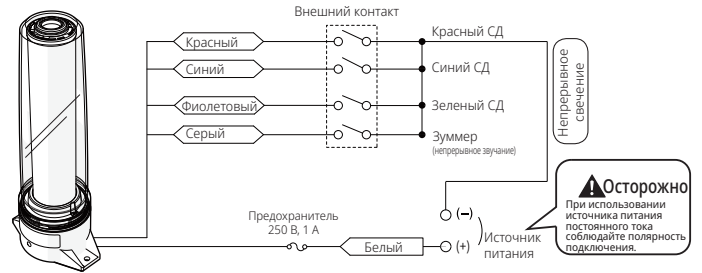 Внешний контакт
Красный
Красный СД
Синий
Синий СД
Фиолетовый
Зеленый СД
Серый
Зуммер
(непрерывное звучание)
Непрерывное
свечение
Предохранитель
250 В, 1 А
Белый
(−)
(+)
Источник
питания
Осторожно
При использовании
источника питания
постоянного тока
соблюдайте полярность
подключения.